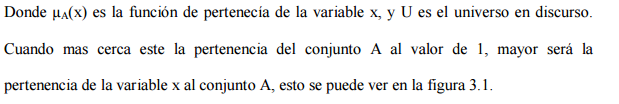 Donde μA(x) es la función de pertenecía de la variable x, y U es el universo en discurso.
Cuando mas cerca este la pertenencia del conjunto A al valor de 1, mayor será la
pertenencia de la variable x al conjunto A, esto se puede ver en la figura 3.1.